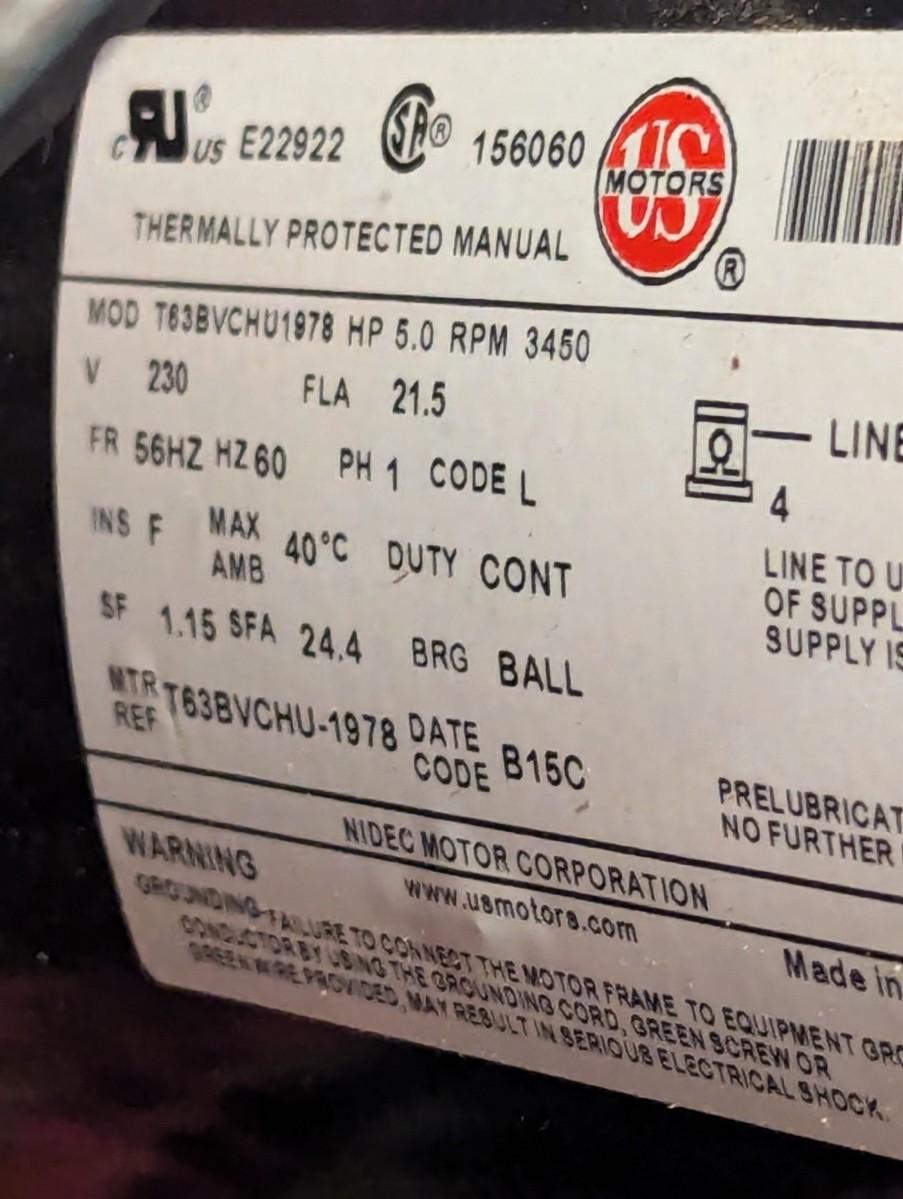 c RU ® US E22922 SA ® 156060 US MOTORS ®
THERMALLY PROTECTED MANUAL
MOD T63BVCHU1978 HP 5.0 RPM 3450
V 230 FLA 21.5
FR 56HZ HZ 60 PH 1 CODE L
INS F MAX AMB 40°C DUTY CONT
SF 1.15 SFA 24.4 BRG BALL
MTR REF T63BVCHU-1978 DATE CODE B15C
LINE
4
LINE TO U
OF SUPPL
SUPPLY IS
PRELUBRICAT
NO FURTHER
NIDEC MOTOR CORPORATION
www.usmotors.com
Made in
WARNING
GROUNDING-FAILURE TO CONNECT THE MOTOR FRAME TO EQUIPMENT GRO
CONDUCTOR BY USING THE GROUNDING CORD, GREEN SCREW OR
GREEN WIRE PROVIDED, MAY RESULT IN SERIOUS ELECTRICAL SHOCK.